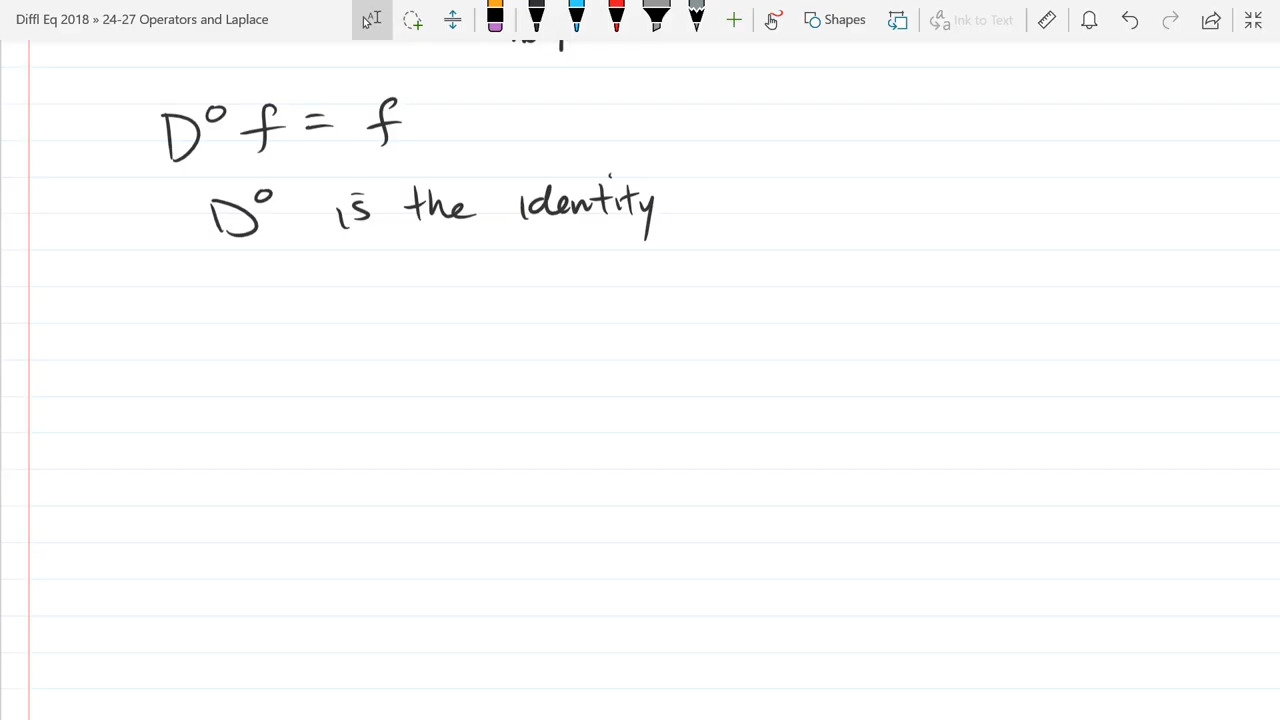 Diffl Eq 2018 » 24-27 Operators and Laplace
Shapes
Ink to Text
D⁰ f = f
D⁰ is the identity